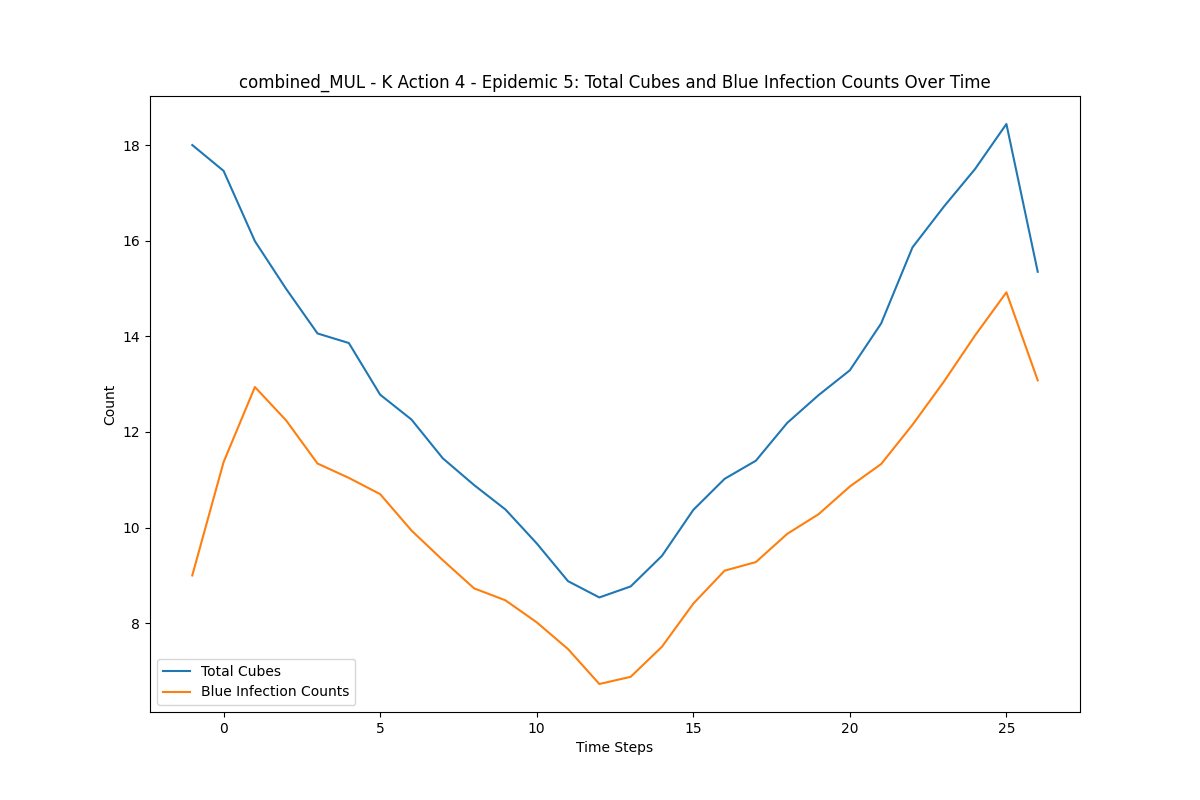 combined_MUL - K Action 4 - Epidemic 5: Total Cubes and Blue Infection Counts Over Time
18
16
14
12
10
8
Count
Total Cubes
Blue Infection Counts
0 5 10 15 20 25
Time Steps